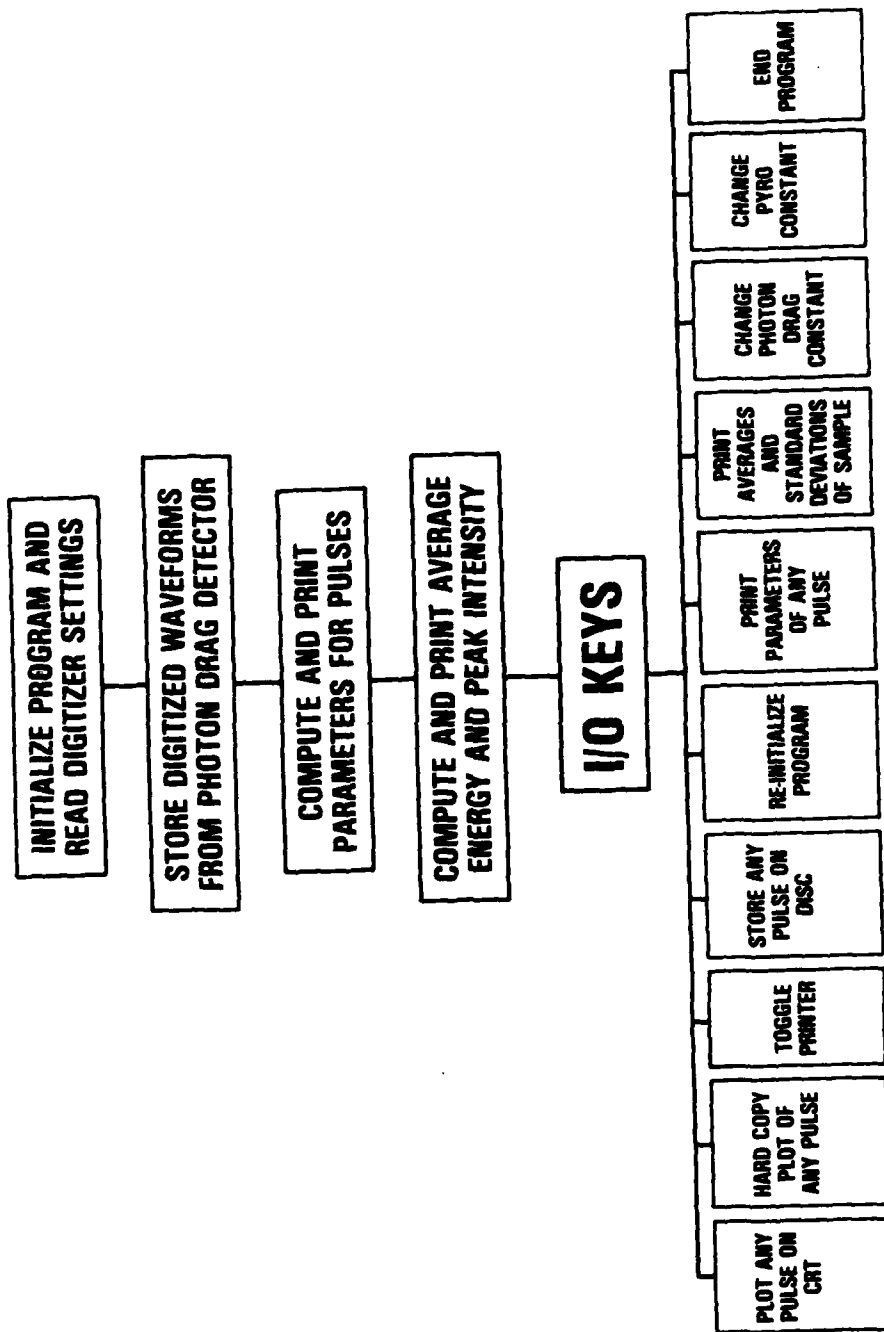 INITIALIZE PROGRAM AND
READ DIGITIZER SETTINGS
STORE DIGITIZED WAVEFORMS
FROM PHOTON DRAG DETECTOR
COMPUTE AND PRINT
PARAMETERS FOR PULSES
COMPUTE AND PRINT AVERAGE
ENERGY AND PEAK INTENSITY
I/O KEYS
PLOT ANY
PULSE ON
CRT
HARD COPY
PLOT OF
ANY PULSE
TOGGLE
PRINTER
STORE ANY
PULSE ON
DISC
RE-INITIALIZE
PROGRAM
PRINT
PARAMETERS
OF ANY
PULSE
PRINT
AVERAGES
AND
STANDARD
DEVIATIONS
OF SAMPLE
CHANGE
PHOTON
DRAG
CONSTANT
CHANGE
PYRO
CONSTANT
END
PROGRAM